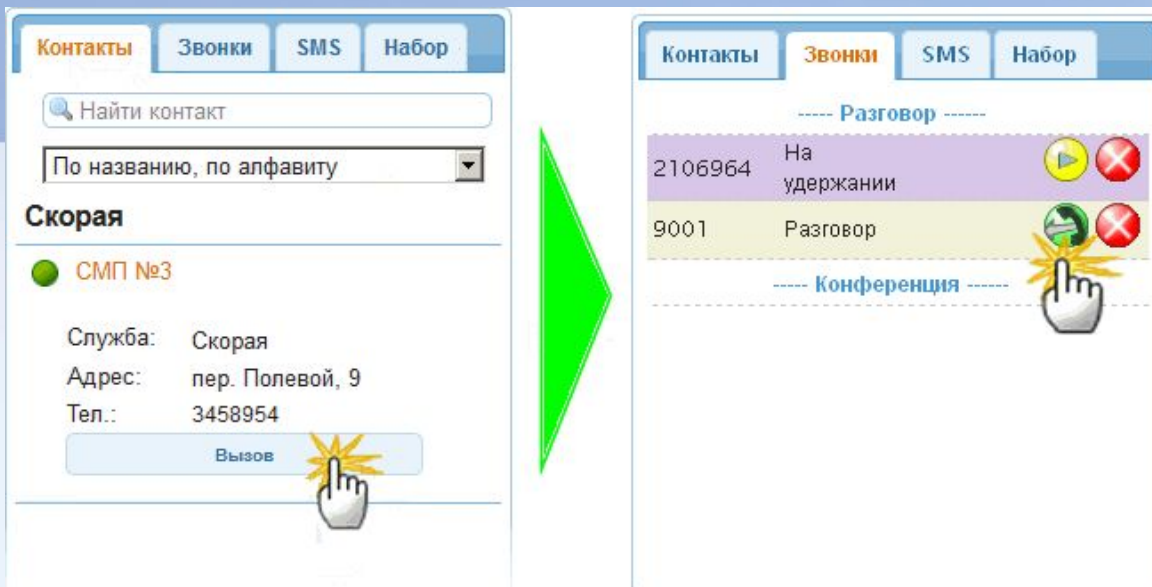 Контакты Звонки SMS Набор
Найти контакт
По названию, по алфавиту
Скорая
СМП №3
Служба: Скорая
Адрес: пер. Полевой, 9
Тел.: 3458954
Вызов
Контакты Звонки SMS Набор
----- Разговор ------
2106964 На
удержании
9001 Разговор
----- Конференция ------